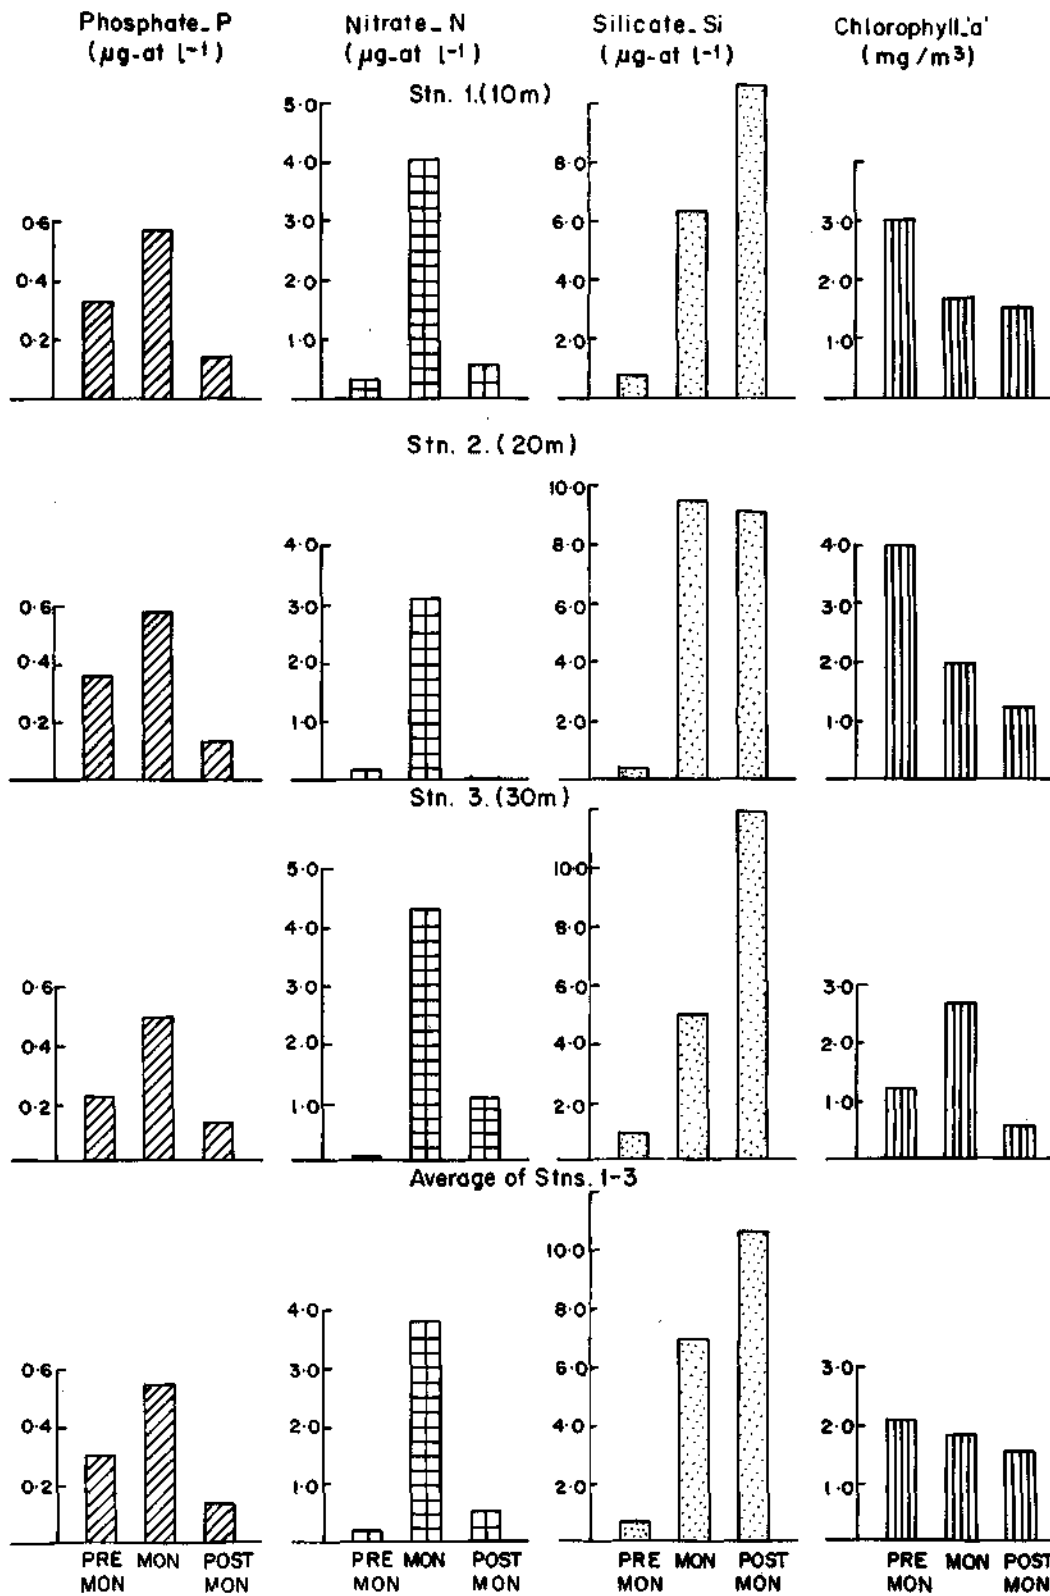 Phosphate_P Nitrate_N Silicate_Si Chlorophyll.'a'
(µg-at l-1) (µg-at l-1) (µg-at l-1) (mg/m3)
Stn. 1.(10m)
5.0
4.0 8.0
0.6 3.0 6.0 3.0
0.4 2.0 4.0 2.0
0.2 1.0 2.0 1.0
Stn. 2. (20m)
10.0
4.0 8.0 4.0
0.6 3.0 6.0 3.0
0.4 2.0 4.0 2.0
0.2 1.0 2.0 1.0
Stn. 3. (30m)
5.0 10.0
4.0 8.0
0.6 3.0 6.0 3.0
0.4 2.0 4.0 2.0
0.2 1.0 2.0 1.0
Average of Stns. 1-3
10.0
4.0 8.0
0.6 3.0 6.0 3.0
0.4 2.0 4.0 2.0
0.2 1.0 2.0 1.0
PRE MON POST PRE MON POST PRE MON POST PRE MON POST
MON MON MON MON MON MON MON MON